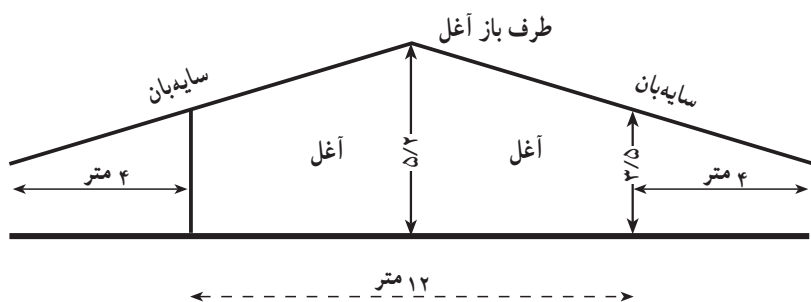 طرف باز آغل
سایه‌بان
سایه‌بان
آغل
۵/۲
آغل
۳/۵
۴ متر
۴ متر
۱۲ متر